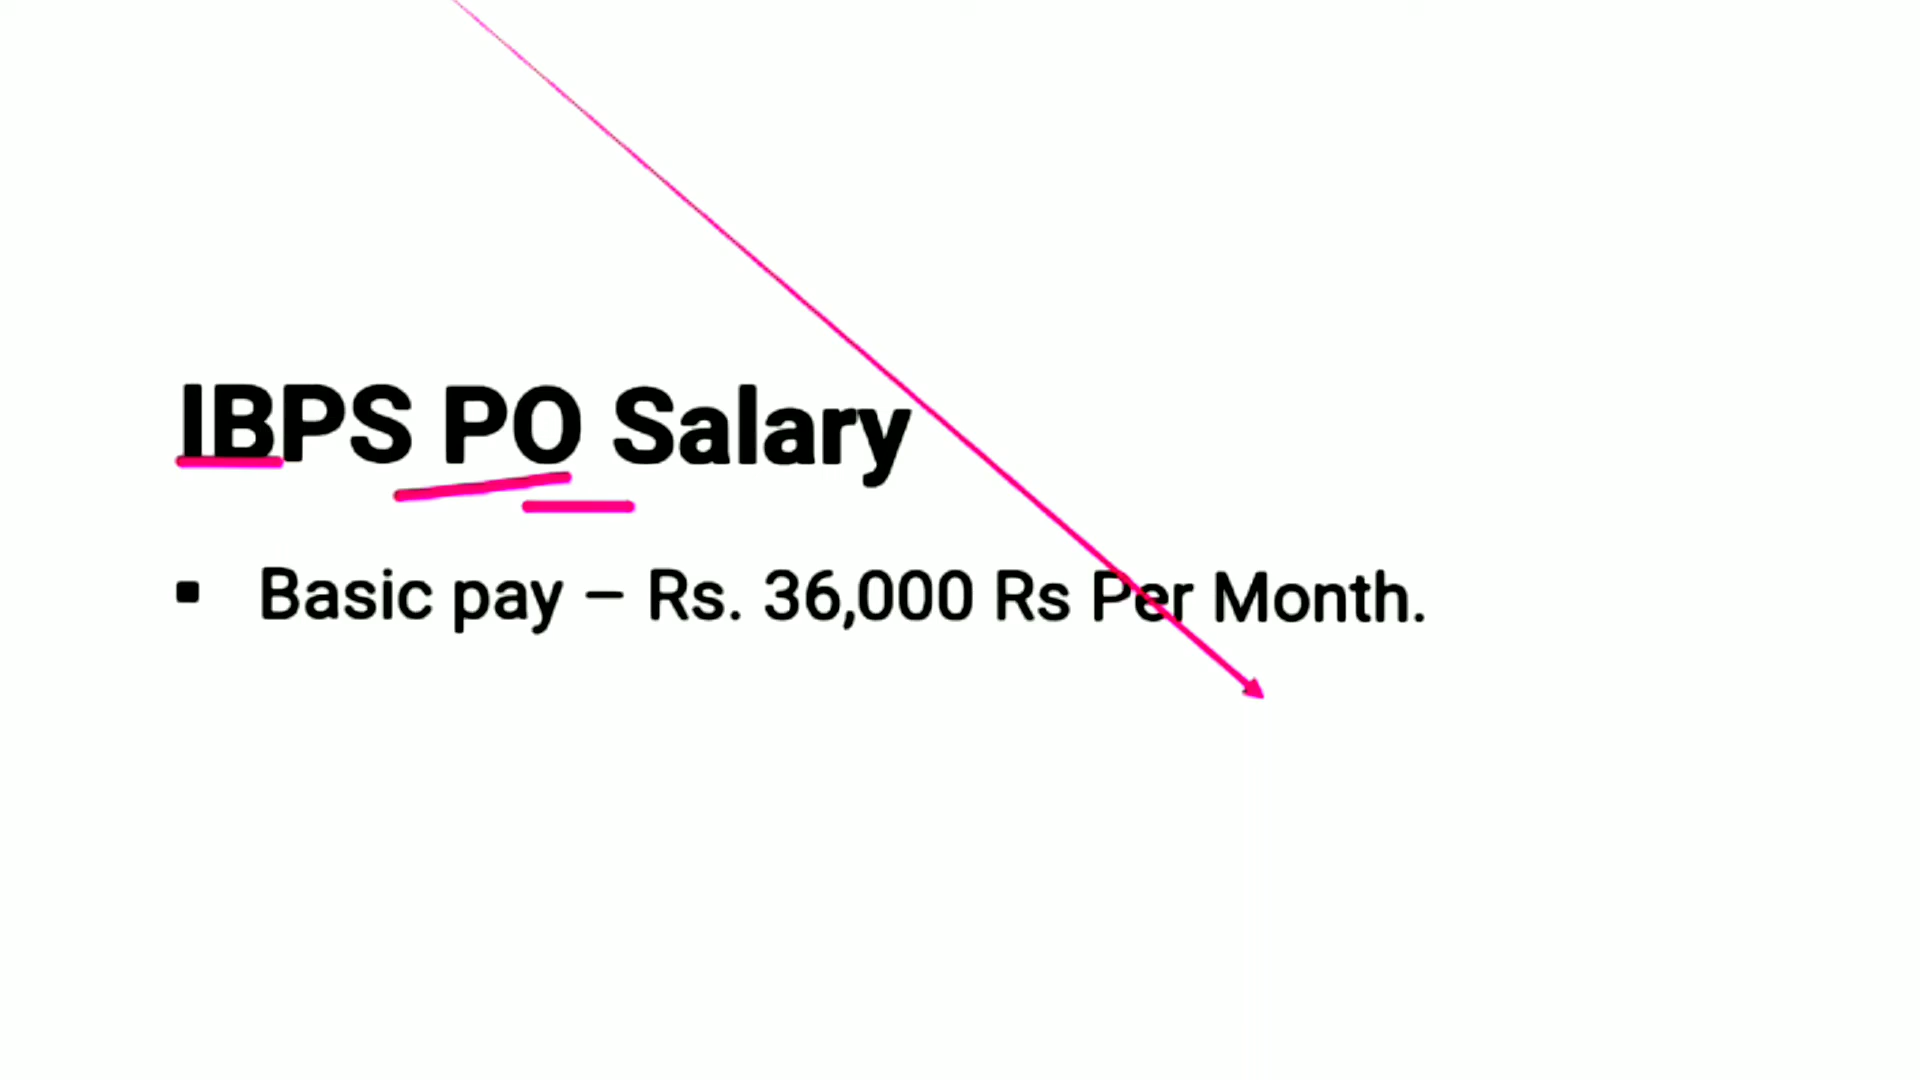 IBPS PO Salary
▪ Basic pay – Rs. 36,000 Rs Per Month.